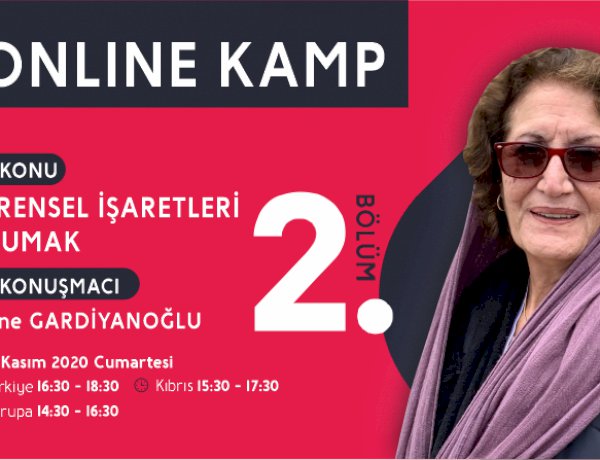 ONLINE KAMP
KONU
RENSEL İŞARETLERİ
UMAK
2.
BÖLÜM
KONUŞMACI
ne GARDİYANOĞLU
Kasım 2020 Cumartesi
rkiye 16:30 - 18:30 Kıbrıs 15:30 - 17:30
rupa 14:30 - 16:30